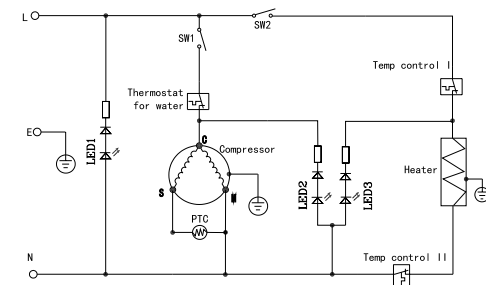 L
SW1
SW2
Temp control I
Thermostat
for water
E
LED1
C
Compressor
LED2
LED3
Heater
S
PTC
N
Temp control II